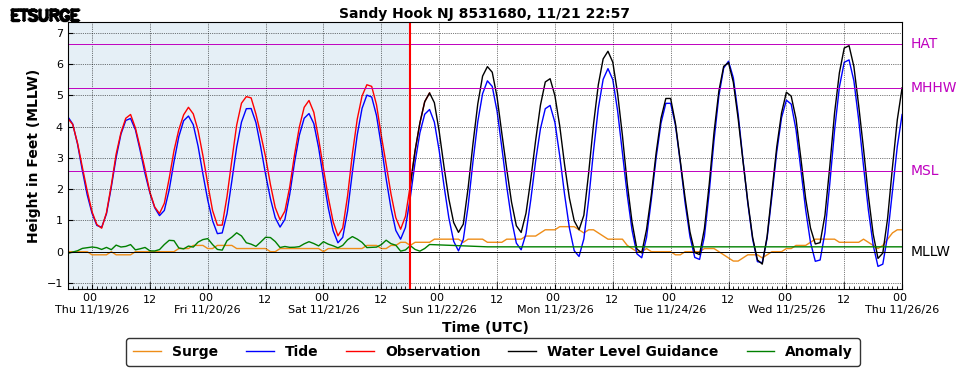 ETSURGE
Sandy Hook NJ 8531680, 11/21 22:57
Height in Feet (MLLW)
7
6
5
4
3
2
1
0
−1
HAT
MHHW
MSL
MLLW
00 12 00 12 00 12 00 12 00 12 00 12 00 12 00
Thu 11/19/26 Fri 11/20/26 Sat 11/21/26 Sun 11/22/26 Mon 11/23/26 Tue 11/24/26 Wed 11/25/26 Thu 11/26/26
Time (UTC)
Surge Tide Observation Water Level Guidance Anomaly